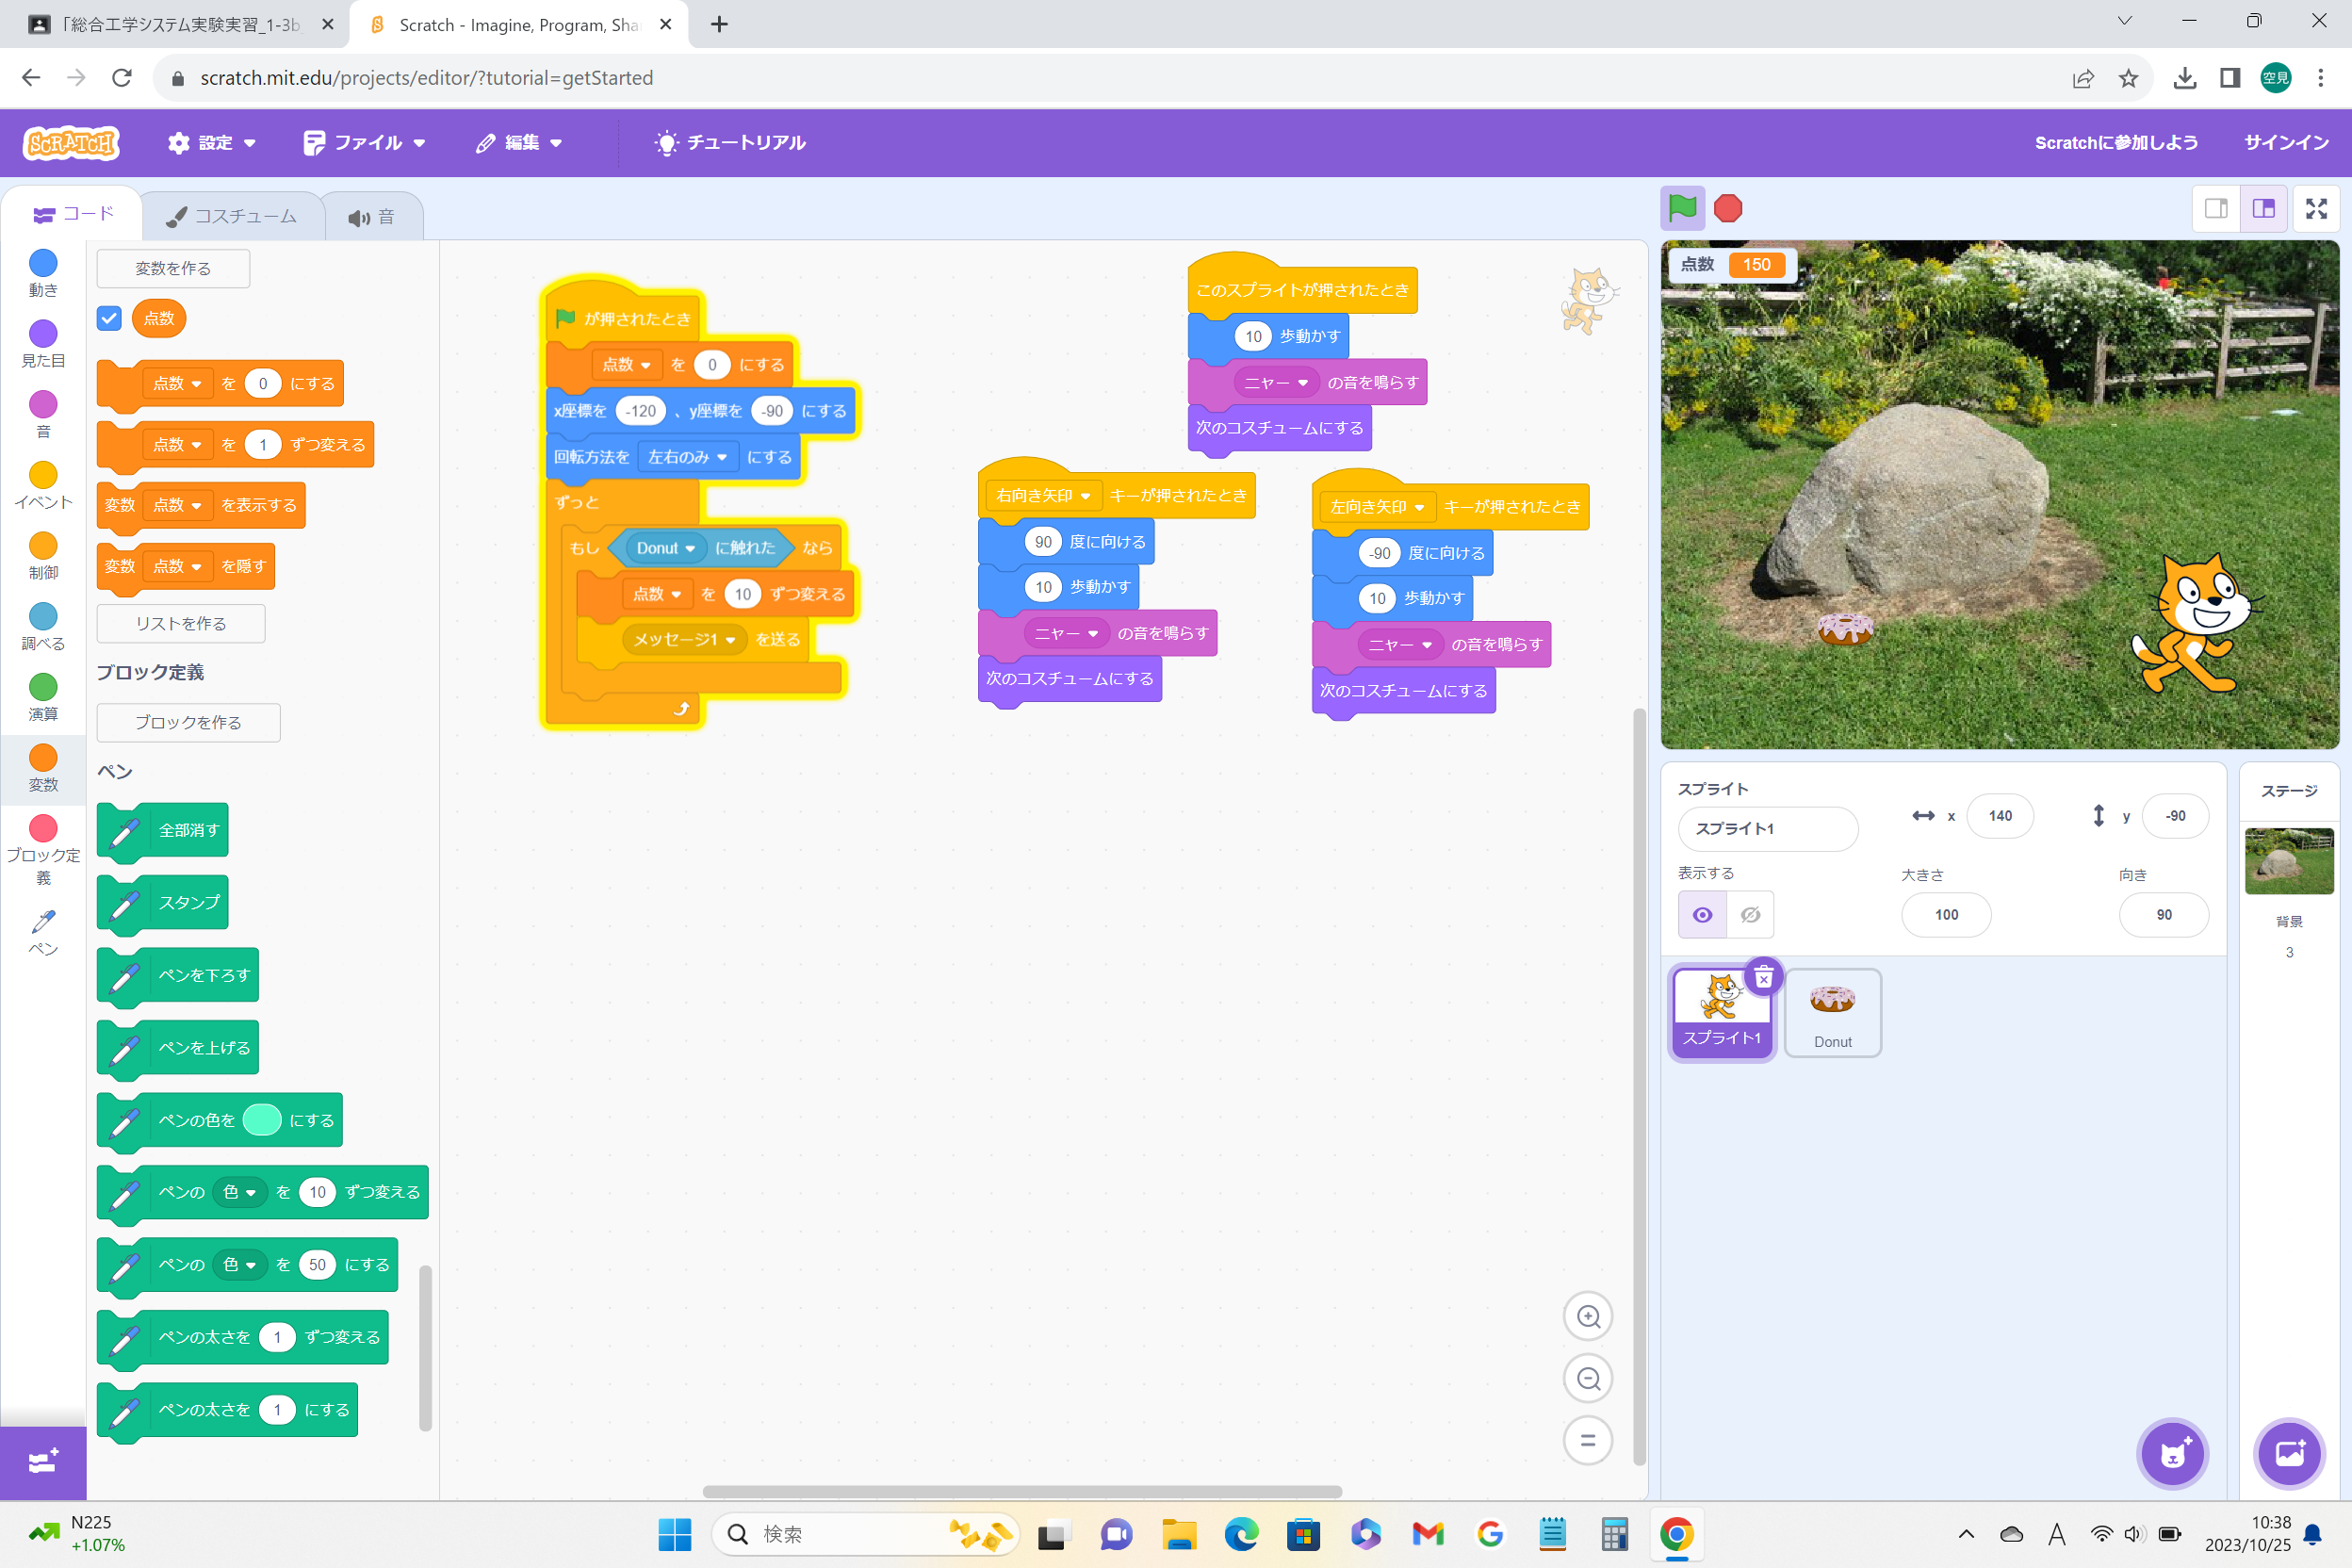 「総合工学システム実験実習_1-3b
Scratch - Imagine, Program, Sha
scratch.mit.edu/projects/editor/?tutorial=getStarted
空見
SCRATCH
設定
ファイル
編集
チュートリアル
Scratchに参加しよう
サインイン
コード
コスチューム
音
動き
見た目
音
イベント
制御
調べる
演算
変数
ブロック定
義
ペン
変数を作る
点数
点数 を 0 にする
点数 を 1 ずつ変える
変数 点数 を表示する
変数 点数 を隠す
リストを作る
ブロック定義
ブロックを作る
ペン
全部消す
スタンプ
ペンを下ろす
ペンを上げる
ペンの色を にする
ペンの 色 を 10 ずつ変える
ペンの 色 を 50 にする
ペンの太さを 1 ずつ変える
ペンの太さを 1 にする
が押されたとき
点数 を 0 にする
x座標を -120 、y座標を -90 にする
回転方法を 左右のみ にする
ずっと
もし Donut に触れた なら
点数 を 10 ずつ変える
メッセージ1 を送る
このスプライトが押されたとき
10 歩動かす
ニャー の音を鳴らす
次のコスチュームにする
右向き矢印 キーが押されたとき
90 度に向ける
10 歩動かす
ニャー の音を鳴らす
次のコスチュームにする
左向き矢印 キーが押されたとき
-90 度に向ける
10 歩動かす
ニャー の音を鳴らす
次のコスチュームにする
点数 150
スプライト
スプライト1
x 140
y -90
表示する
大きさ
100
向き
90
スプライト1
Donut
ステージ
背景
3
N225
+1.07%
検索
A
10:38
2023/10/25